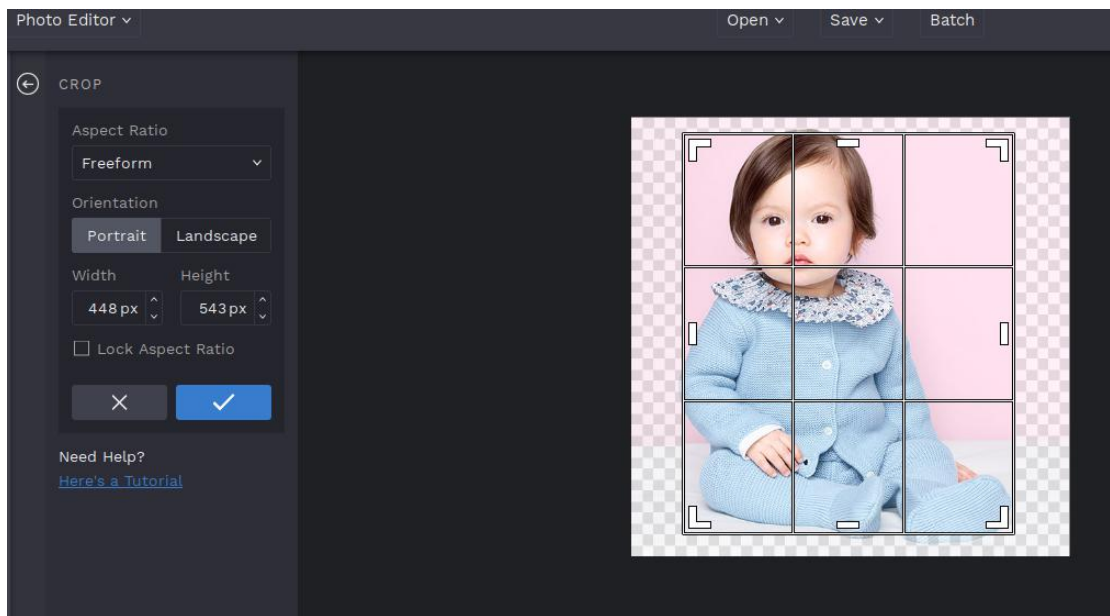 Photo Editor
Open Save Batch
CROP
Aspect Ratio
Freeform
Orientation
Portrait Landscape
Width Height
448 px 543 px
Lock Aspect Ratio
Need Help?
Here's a Tutorial